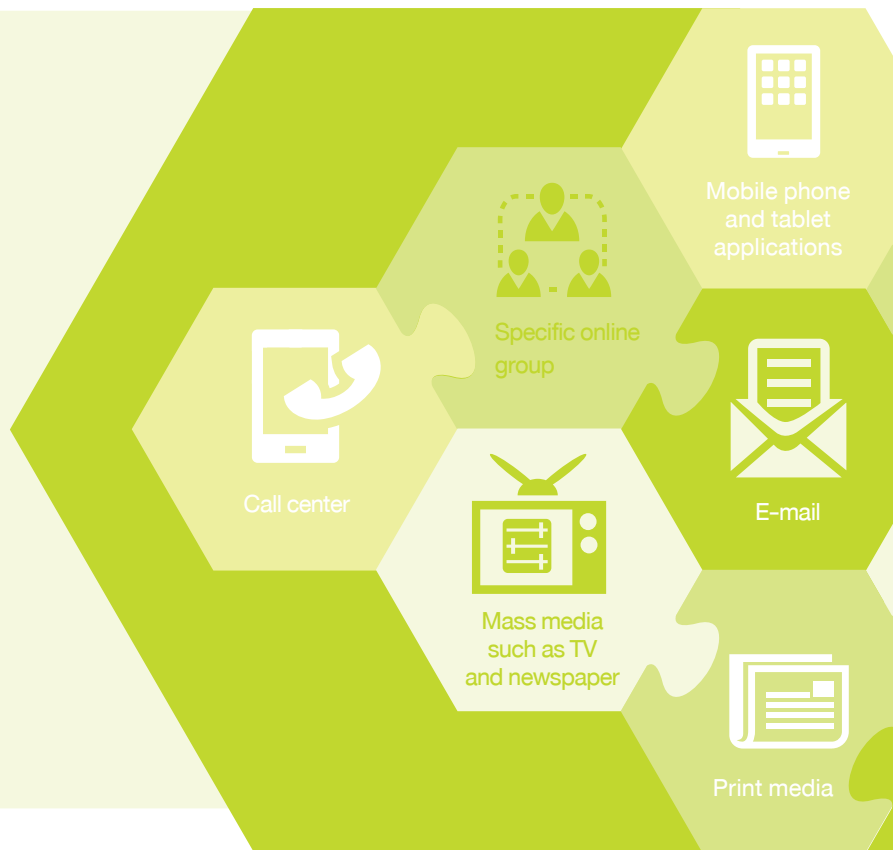 Mobile phone
and tablet
applications
Specific online
group
Call center
E-mail
Mass media
such as TV
and newspaper
Print media